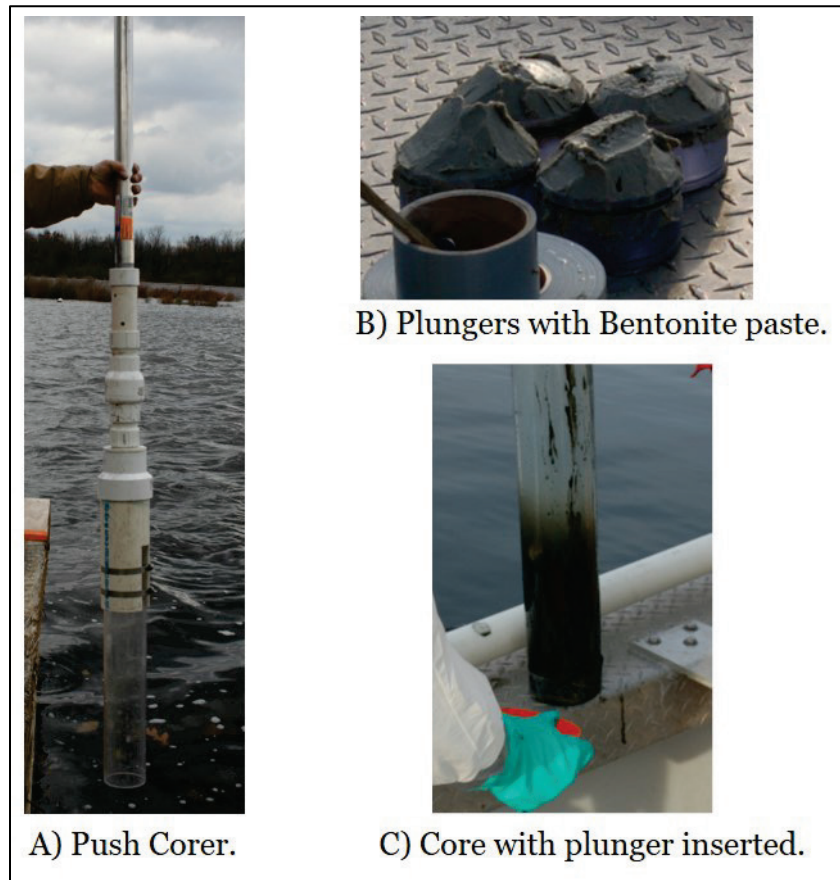 B) Plungers with Bentonite paste.
A) Push Corer.
C) Core with plunger inserted.